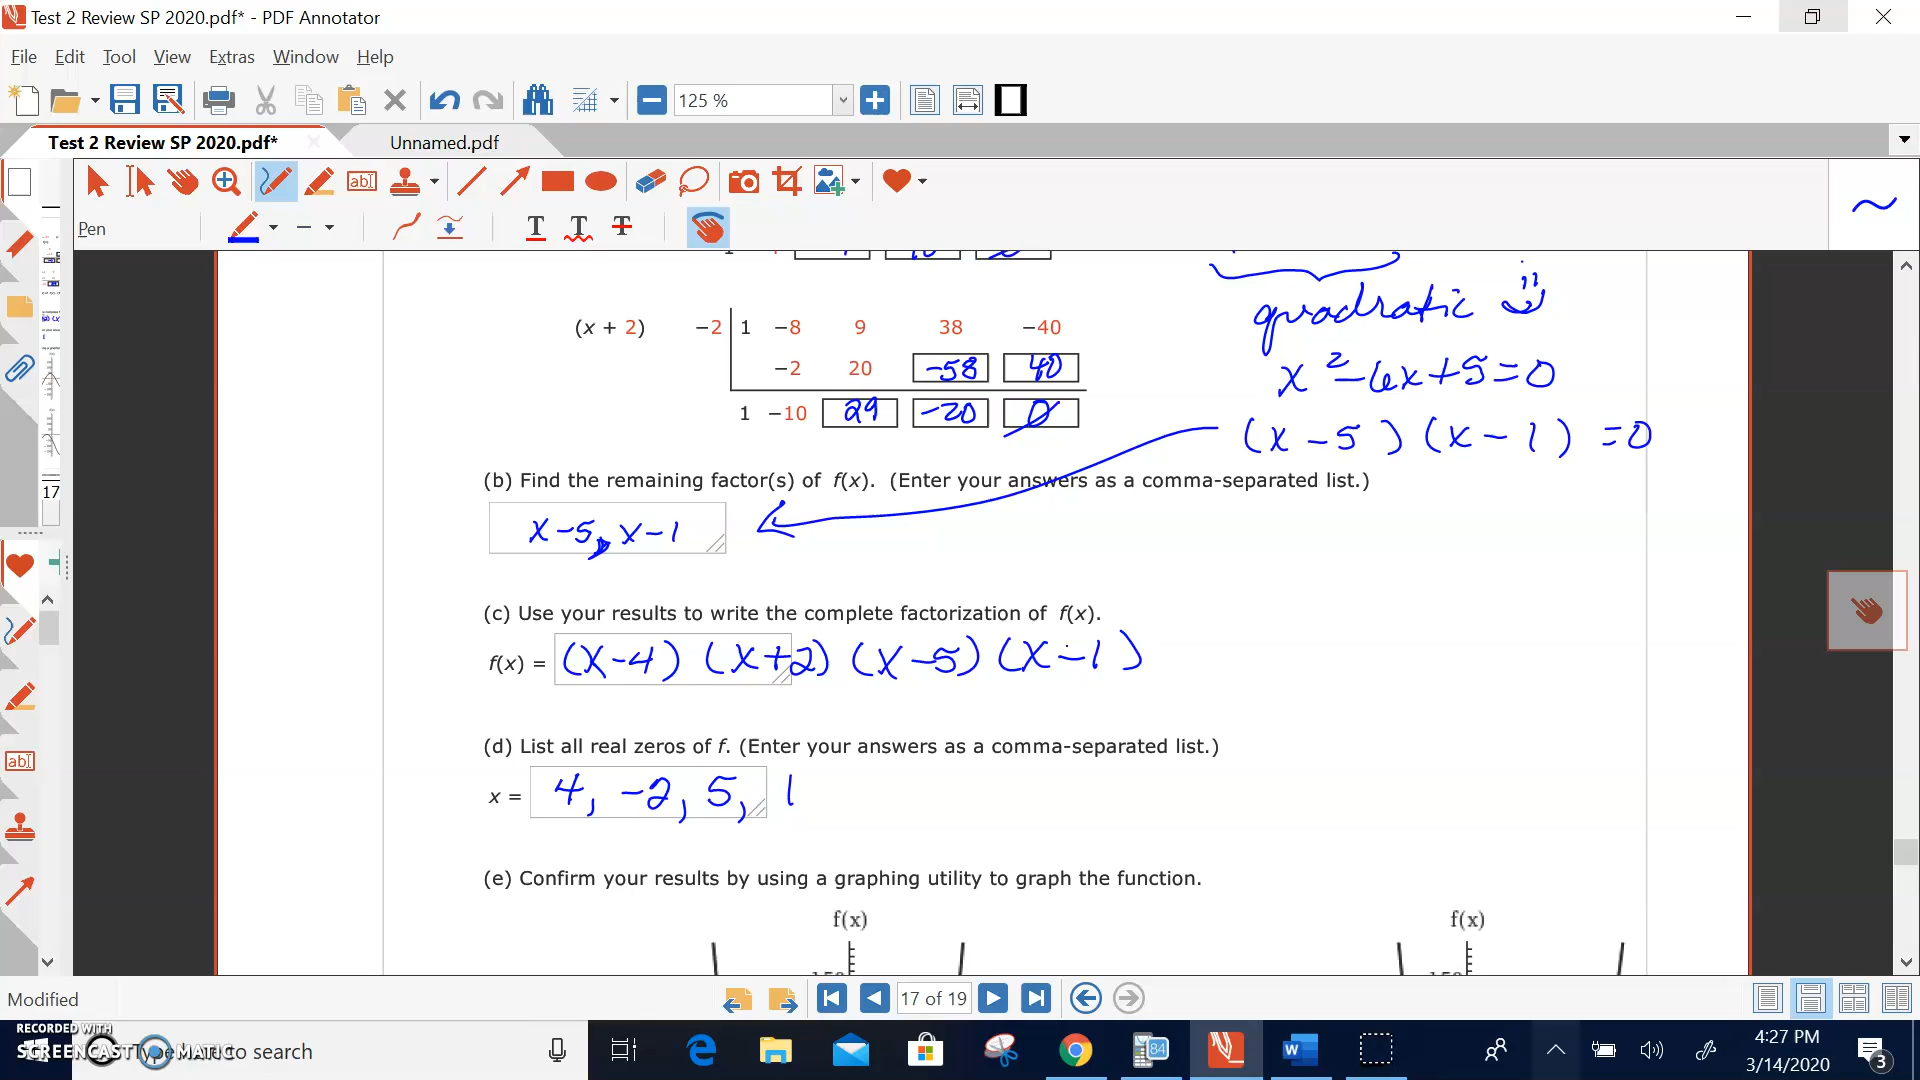 Test 2 Review SP 2020.pdf* - PDF Annotator
File Edit Tool View Extras Window Help
125 %
Test 2 Review SP 2020.pdf* Unnamed.pdf
Pen
17
quadratic
(x + 2) −2 1 −8 9 38 −40
−2 20 -58 40
1 −10 29 -20 0
x² - 6x + 5 = 0
(x - 5) (x - 1) = 0
(b) Find the remaining factor(s) of f(x). (Enter your answers as a comma-separated list.)
x - 5, x - 1
(c) Use your results to write the complete factorization of f(x).
f(x) = (x-4) (x+2) (x-5) (x-1)
(d) List all real zeros of f. (Enter your answers as a comma-separated list.)
x = 4, -2, 5, 1
(e) Confirm your results by using a graphing utility to graph the function.
f(x) f(x)
Modified
17 of 19
RECORDED WITH
SCREENCAST MATIC
to search
84
W
4:27 PM
3/14/2020
3